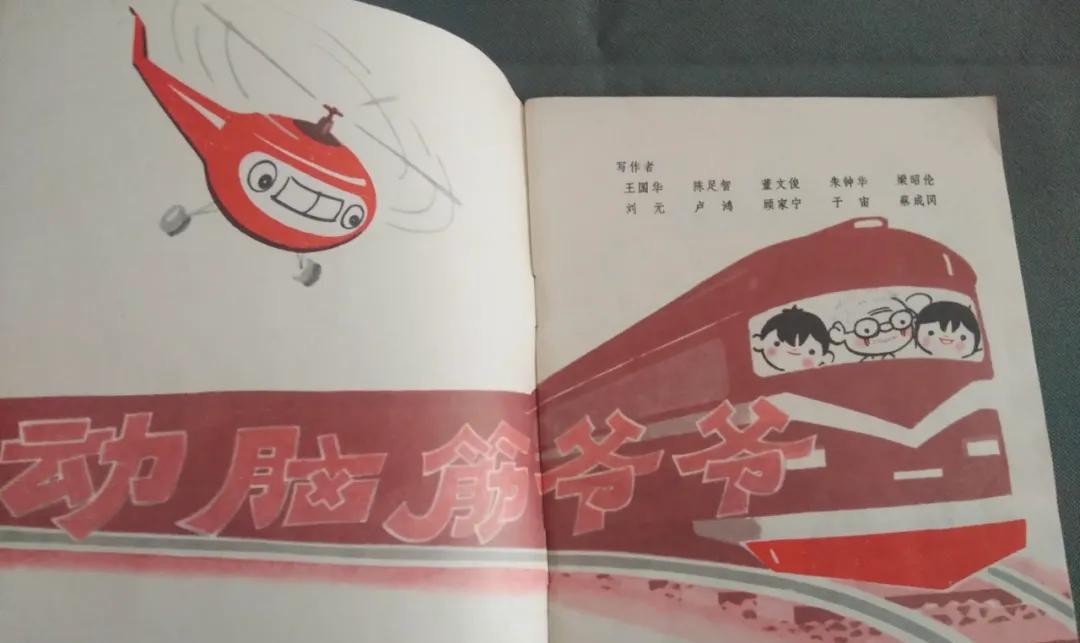 写作者
王国华 陈足智 董文俊 朱钟华 梁昭伦
刘元 卢鸿 顾家宁 于宙 蔡成冈
动脑筋爷爷